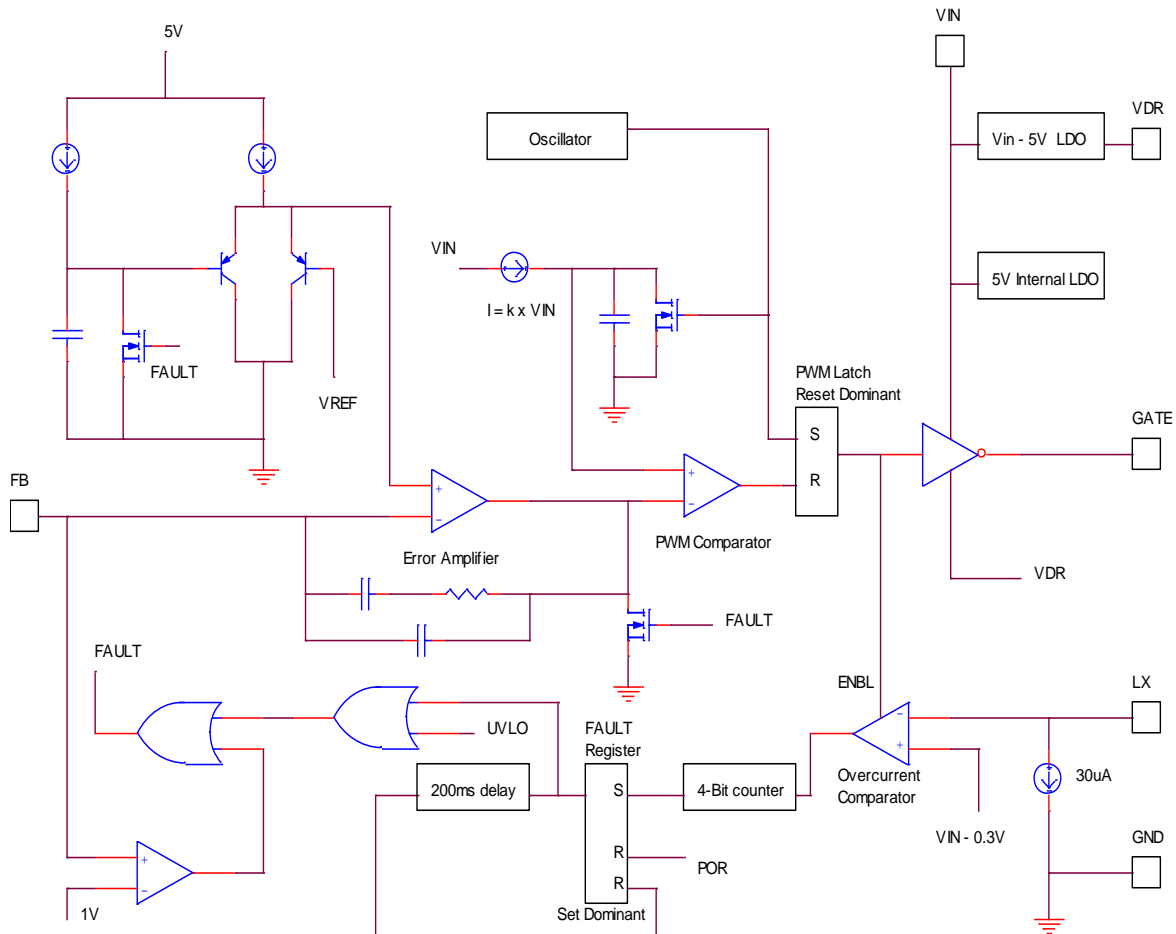 VIN
5V
VDR
Oscillator
Vin - 5V LDO
VIN
5V Internal LDO
I = k x VIN
FAULT
VREF
PWM Latch
Reset Dominant
GATE
S
R
+
-
+
-
FB
PWM Comparator
Error Amplifier
VDR
FAULT
FAULT
ENBL
LX
-
+
UVLO
FAULT
Register
200ms delay
S
4-Bit counter
Overcurrent
Comparator
30uA
VIN - 0.3V
GND
R
POR
R
+
-
1V
Set Dominant